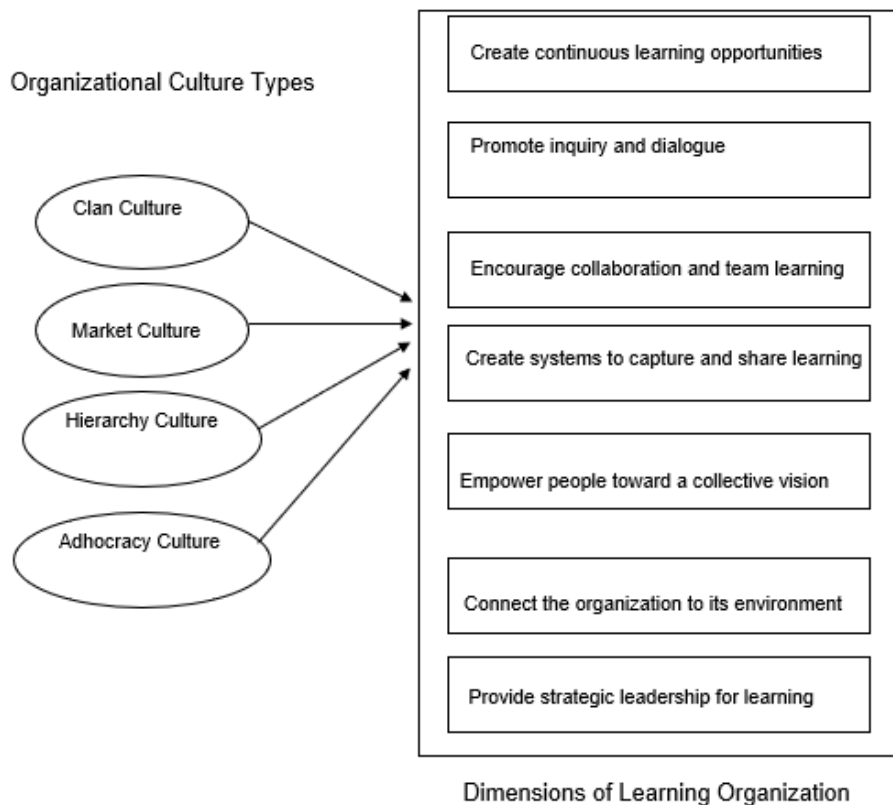 Organizational Culture Types
Clan Culture
Market Culture
Hierarchy Culture
Adhocracy Culture
Create continuous learning opportunities
Promote inquiry and dialogue
Encourage collaboration and team learning
Create systems to capture and share learning
Empower people toward a collective vision
Connect the organization to its environment
Provide strategic leadership for learning
Dimensions of Learning Organization